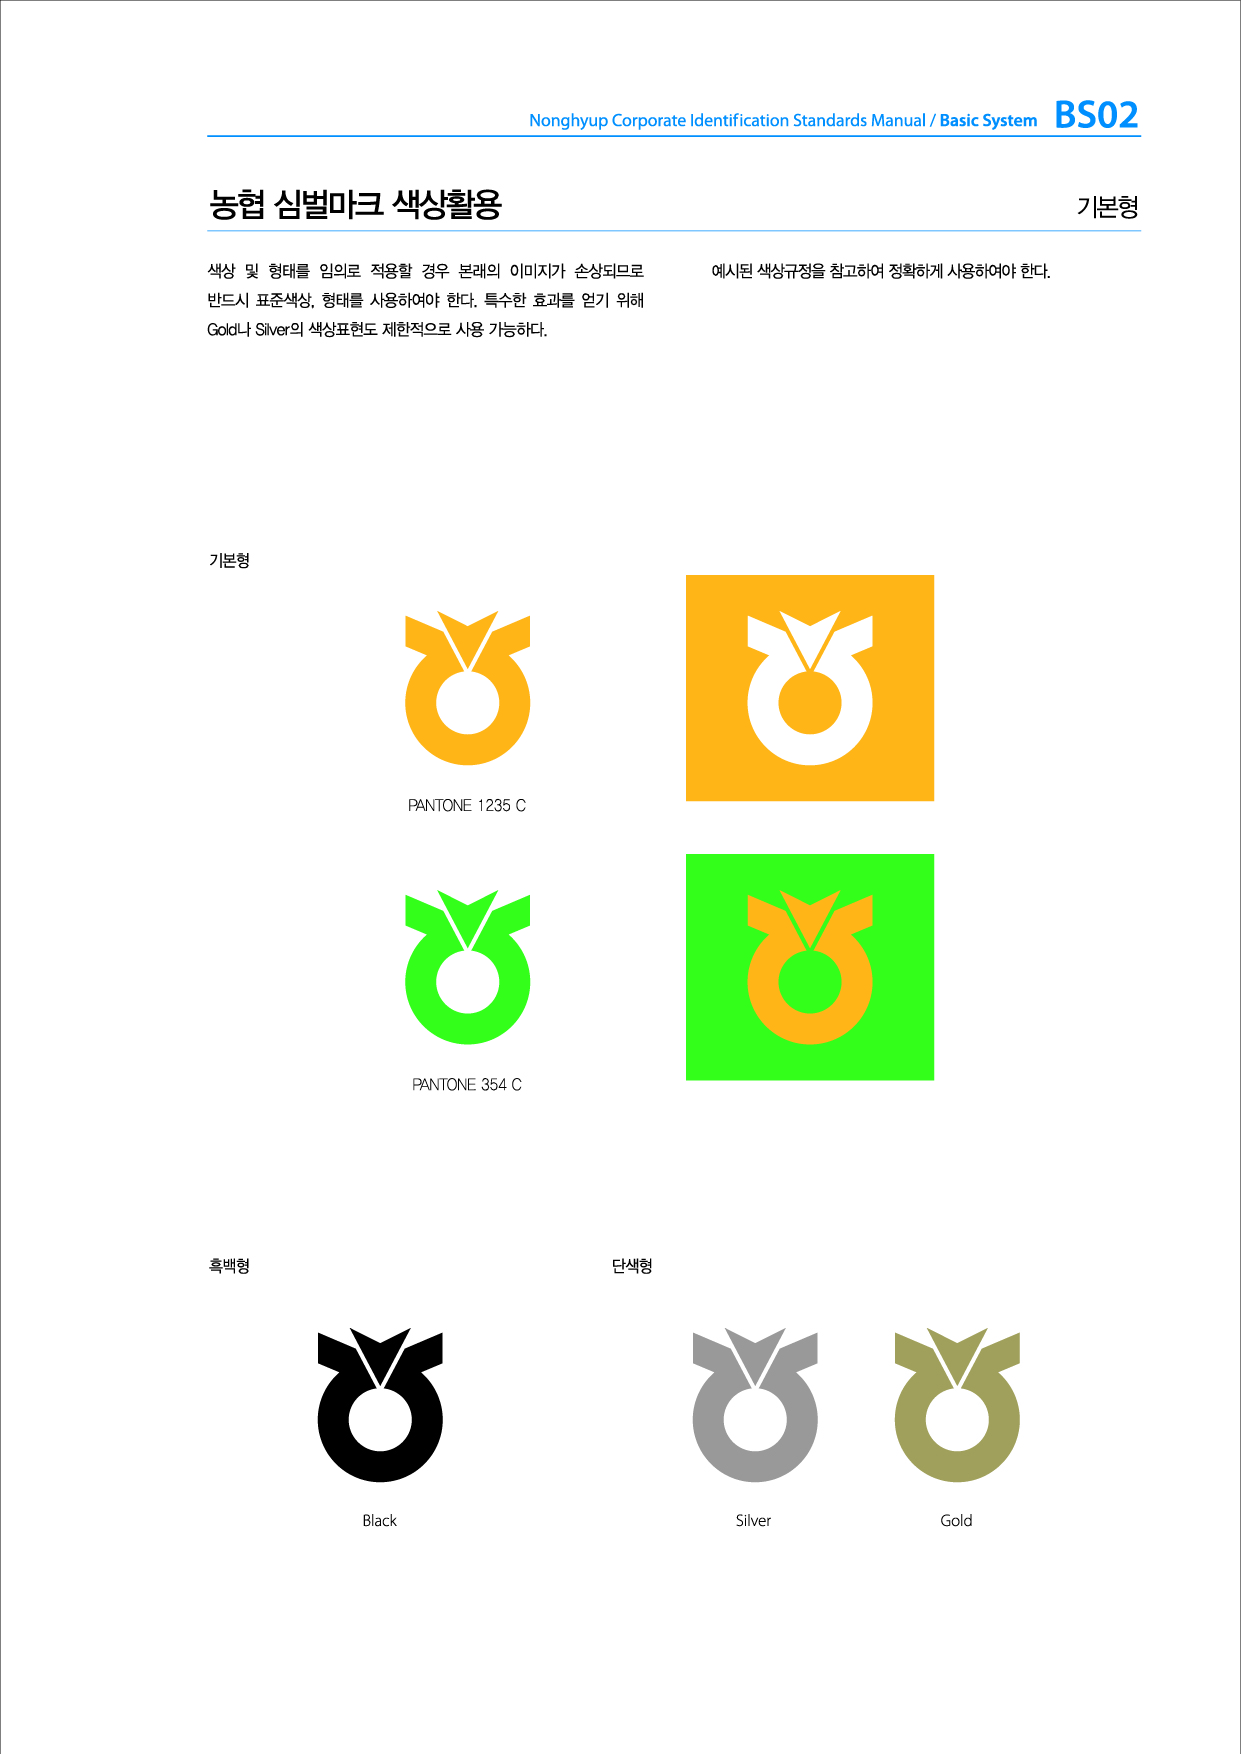 Nonghyup Corporate Identification Standards Manual / Basic System BS02
농협 심벌마크 색상활용
기본형
색상 및 형태를 임의로 적용할 경우 본래의 이미지가 손상되므로
반드시 표준색상, 형태를 사용하여야 한다. 특수한 효과를 얻기 위해
Gold나 Silver의 색상표현도 제한적으로 사용 가능하다.
예시된 색상규정을 참고하여 정확하게 사용하여야 한다.
기본형
PANTONE 1235 C
PANTONE 354 C
흑백형
단색형
Black
Silver
Gold